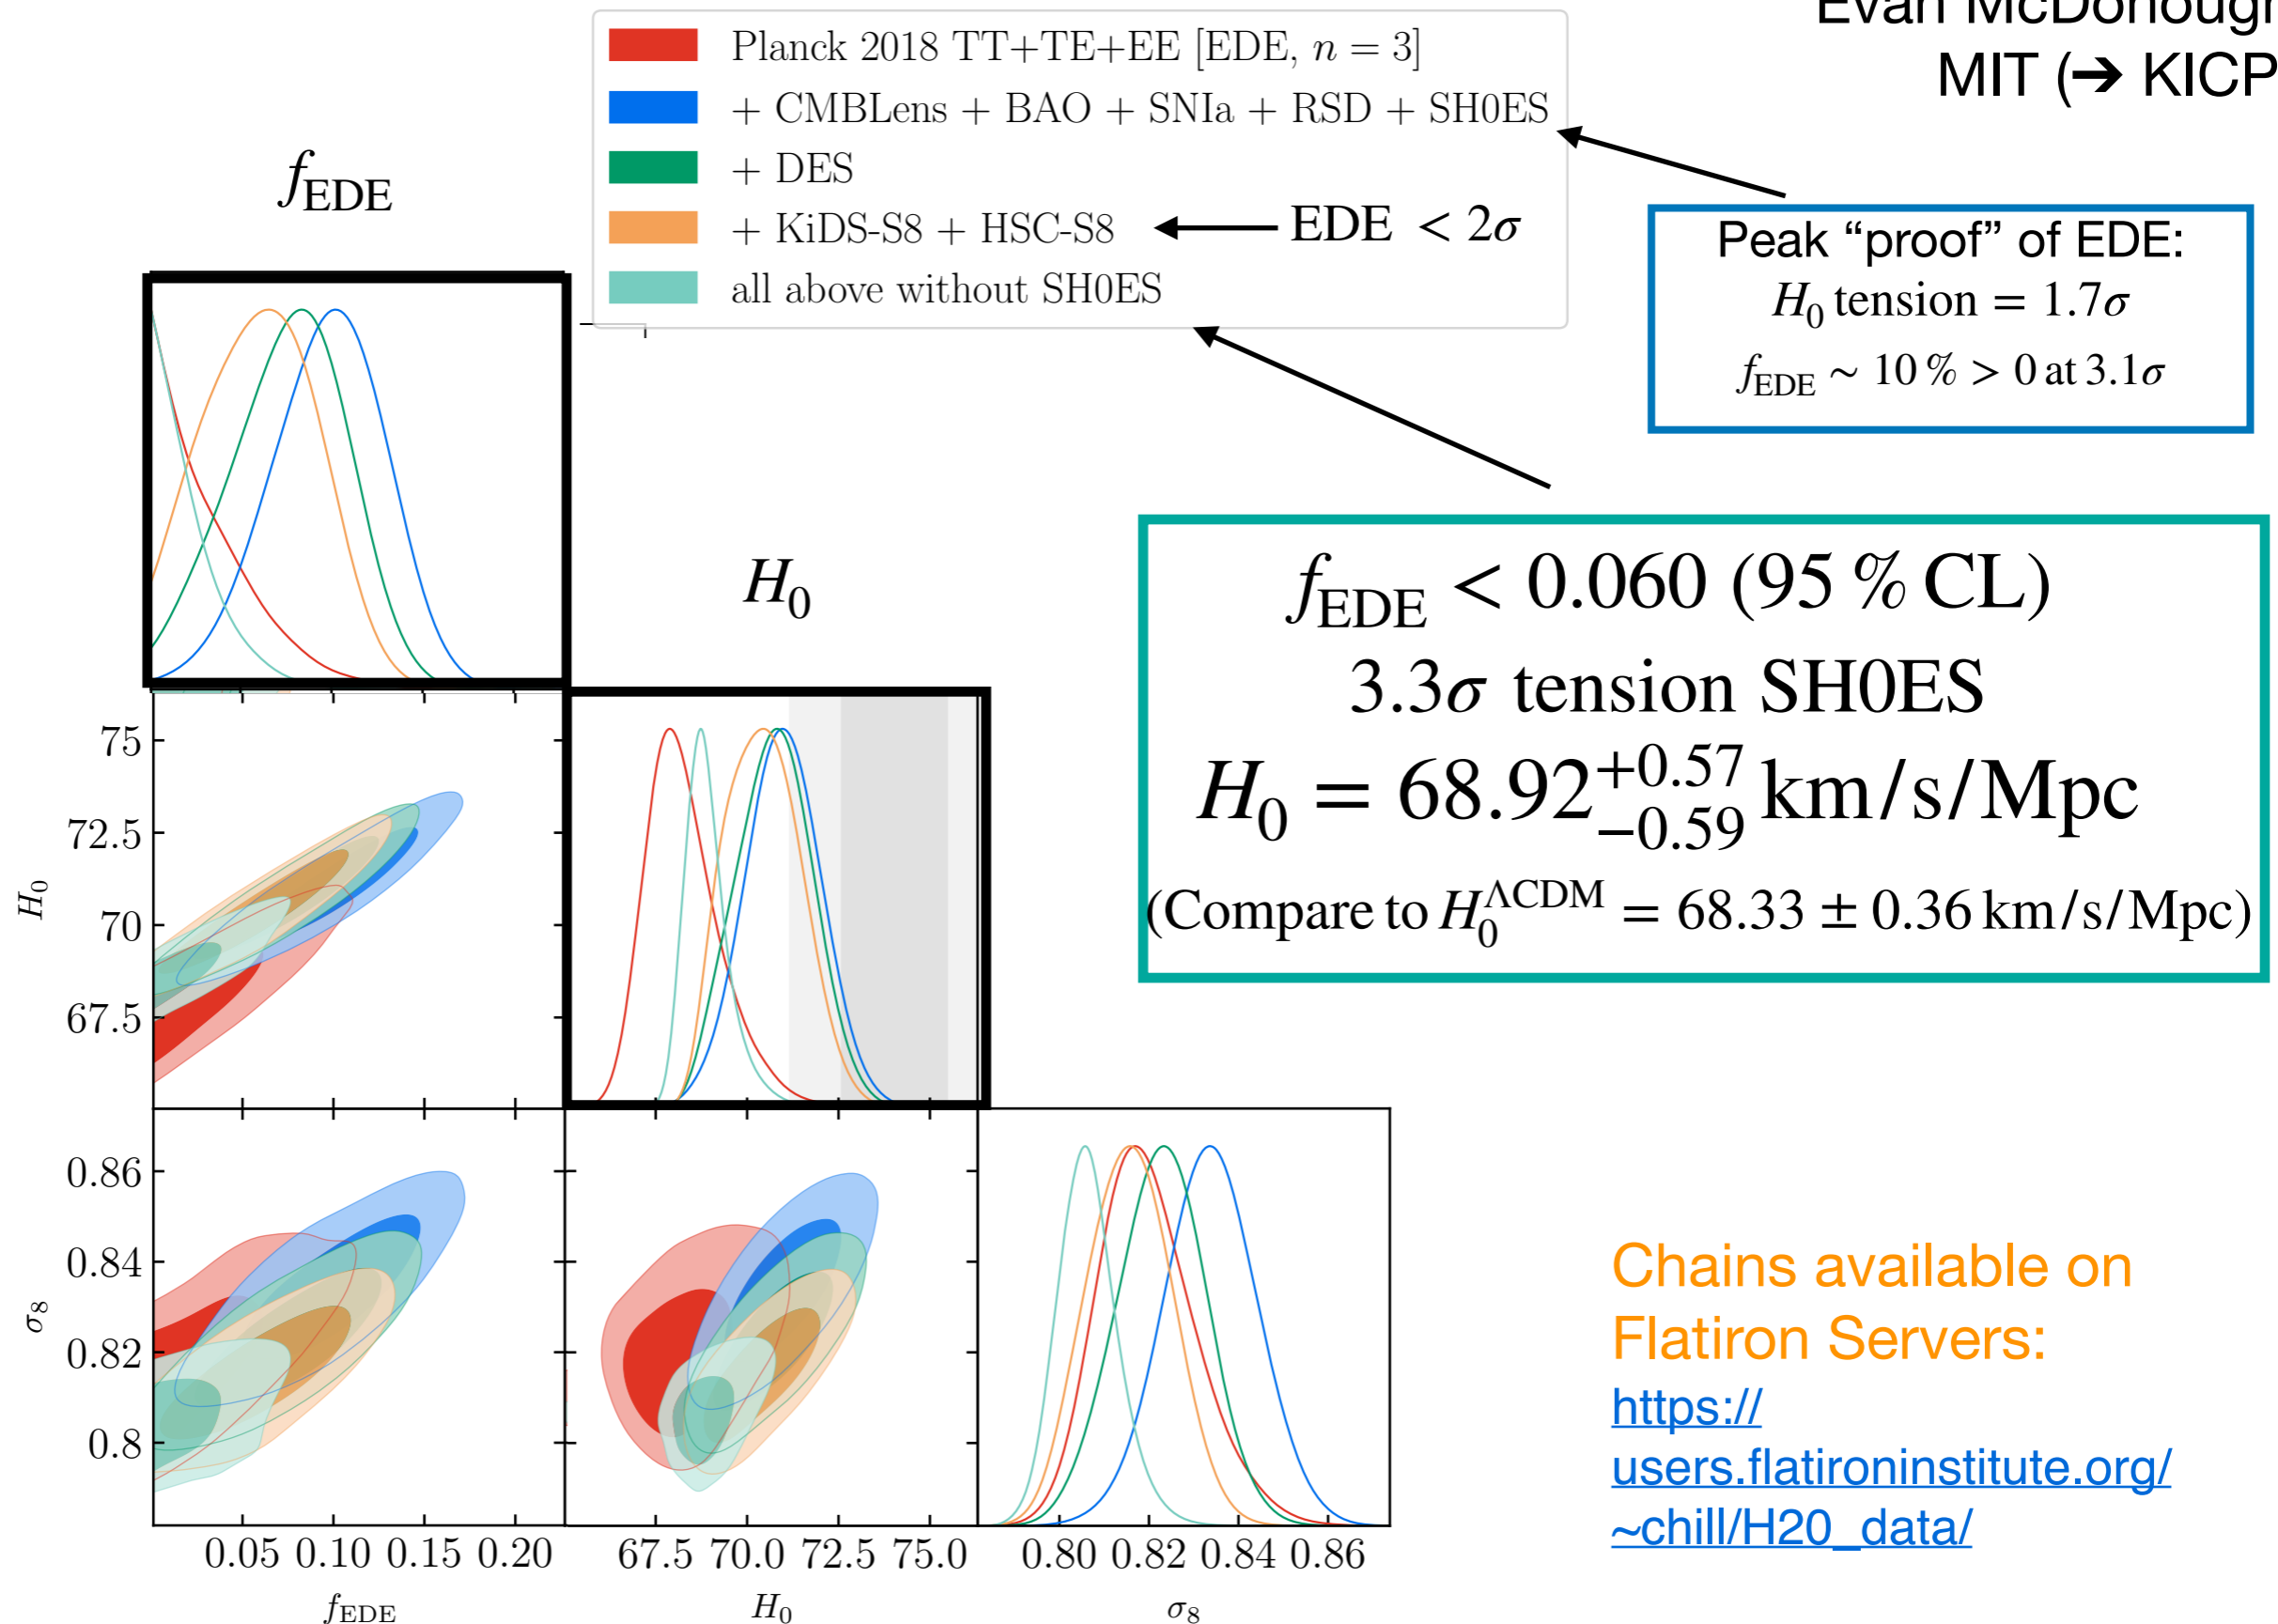 Evan McDonough
MIT (→ KICP
Planck 2018 TT+TE+EE [EDE, n = 3]
+ CMBLens + BAO + SNIa + RSD + SH0ES
+ DES
+ KiDS-S8 + HSC-S8
EDE < 2σ
all above without SH0ES
Peak “proof” of EDE:
H₀ tension = 1.7σ
f_EDE ∼ 10 % > 0 at 3.1σ
f_EDE
H₀
f_EDE < 0.060 (95 % CL)
3.3σ tension SH0ES
H₀ = 68.92^{+0.57}_{−0.59} km/s/Mpc
(Compare to H₀^{ΛCDM} = 68.33 ± 0.36 km/s/Mpc)
75
72.5
70
67.5
H₀
0.86
0.84
0.82
0.8
σ₈
0.05 0.10 0.15 0.20
67.5 70.0 72.5 75.0
0.80 0.82 0.84 0.86
f_EDE
H₀
σ₈
Chains available on
Flatiron Servers:
https://
users.flatironinstitute.org/
~chill/H20_data/